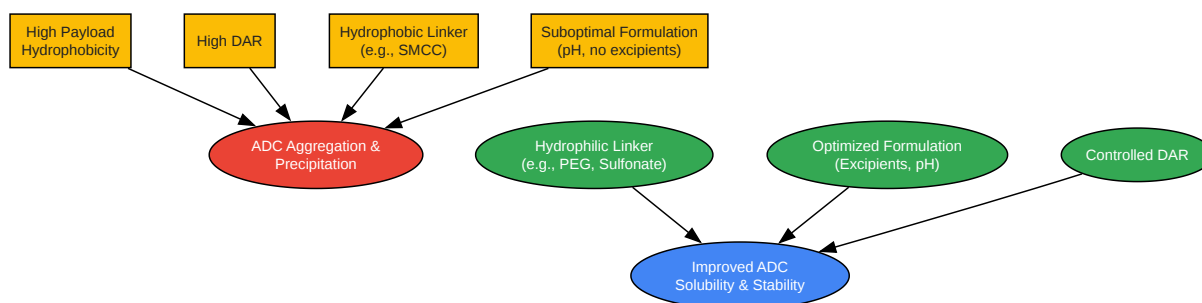 High Payload
Hydrophobicity
High DAR
Hydrophobic Linker
(e.g., SMCC)
Suboptimal Formulation
(pH, no excipients)
ADC Aggregation &
Precipitation
Hydrophilic Linker
(e.g., PEG, Sulfonate)
Optimized Formulation
(Excipients, pH)
Controlled DAR
Improved ADC
Solubility & Stability